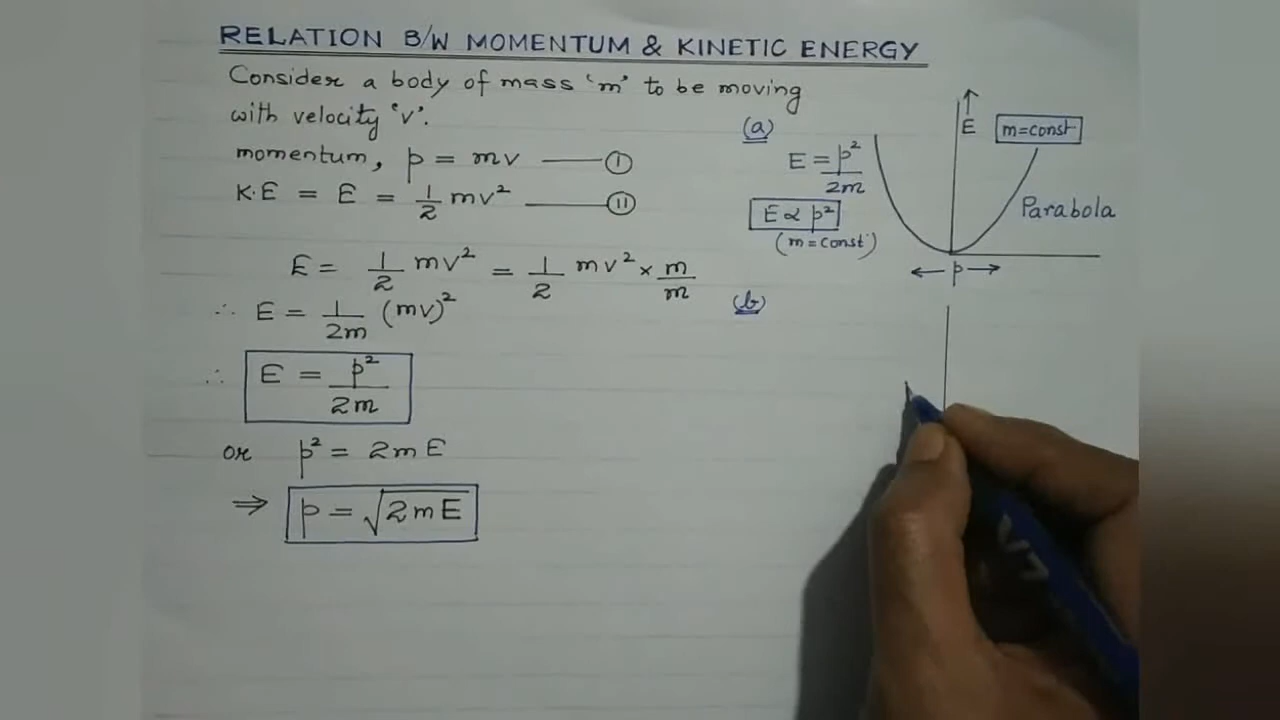 RELATION B/W MOMENTUM & KINETIC ENERGY
Consider a body of mass 'm' to be moving
with velocity 'v'.
momentum, p = mv —— (I)
K.E = E = 1/2 mv² —— (II)
E = 1/2 mv² = 1/2 mv² × m/m
∴ E = 1/2m (mv)²
∴ E = p²/2m
or p² = 2mE
⇒ p = √2mE
(a)
E = p²/2m
E ∝ p²
(m = const)
E
m = const
Parabola
← p →
(b)
V7